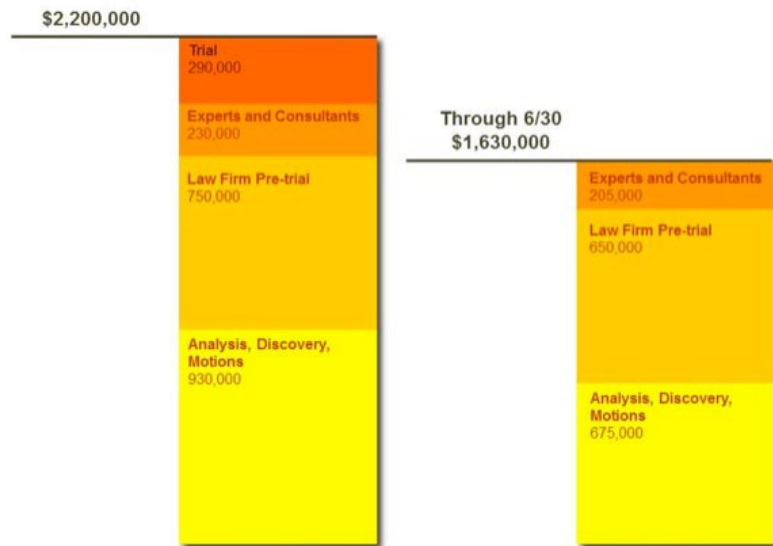 $2,200,000
Trial
290,000
Experts and Consultants
230,000
Law Firm Pre-trial
750,000
Analysis, Discovery,
Motions
930,000
Through 6/30
$1,630,000
Experts and Consultants
205,000
Law Firm Pre-trial
650,000
Analysis, Discovery,
Motions
675,000